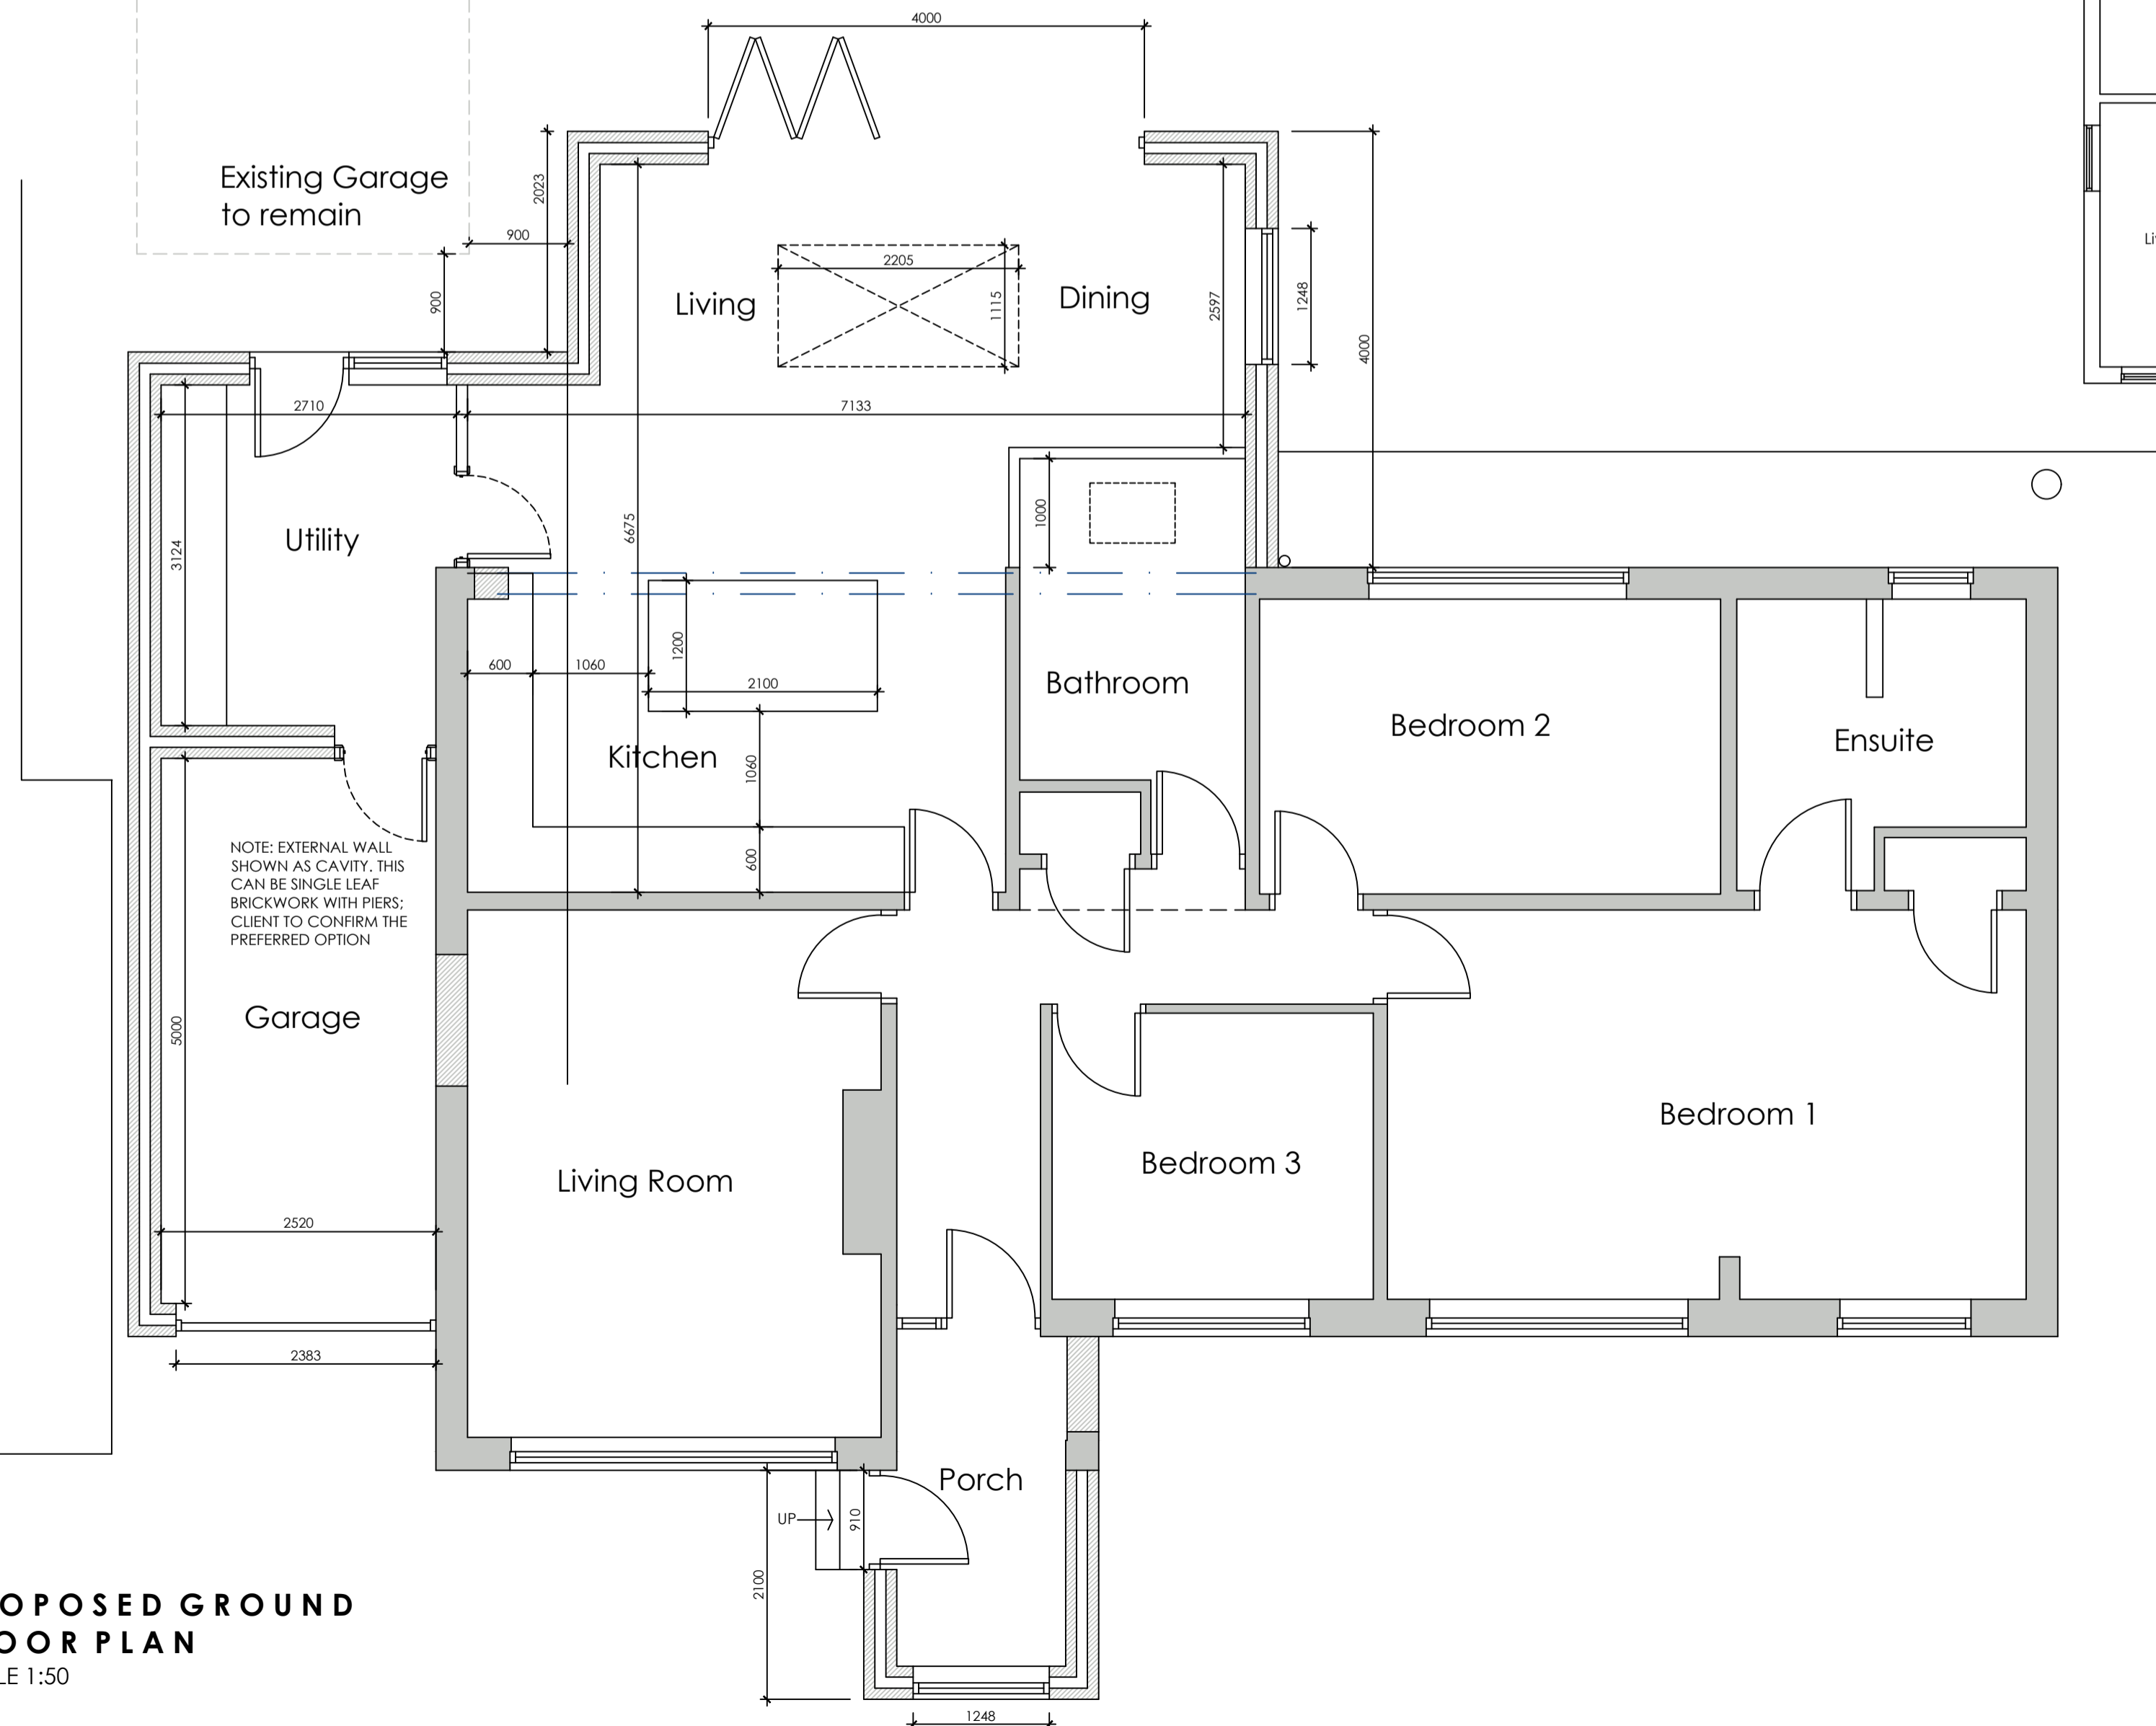 4000
Existing Garage
to remain
2023
900
900
2205
1115
Living
Dining
2597
1248
4000
Li
2710
7133
1000
6675
Utility
3124
1200
600
1060
2100
Bathroom
Bedroom 2
Ensuite
Kitchen
1060
600
NOTE: EXTERNAL WALL
SHOWN AS CAVITY. THIS
CAN BE SINGLE LEAF
BRICKWORK WITH PIERS;
CLIENT TO CONFIRM THE
PREFERRED OPTION
Garage
5000
Bedroom 1
Bedroom 3
Living Room
2520
2383
Porch
UP
910
2100
OPOSED GROUND
OOR PLAN
LE 1:50
1248